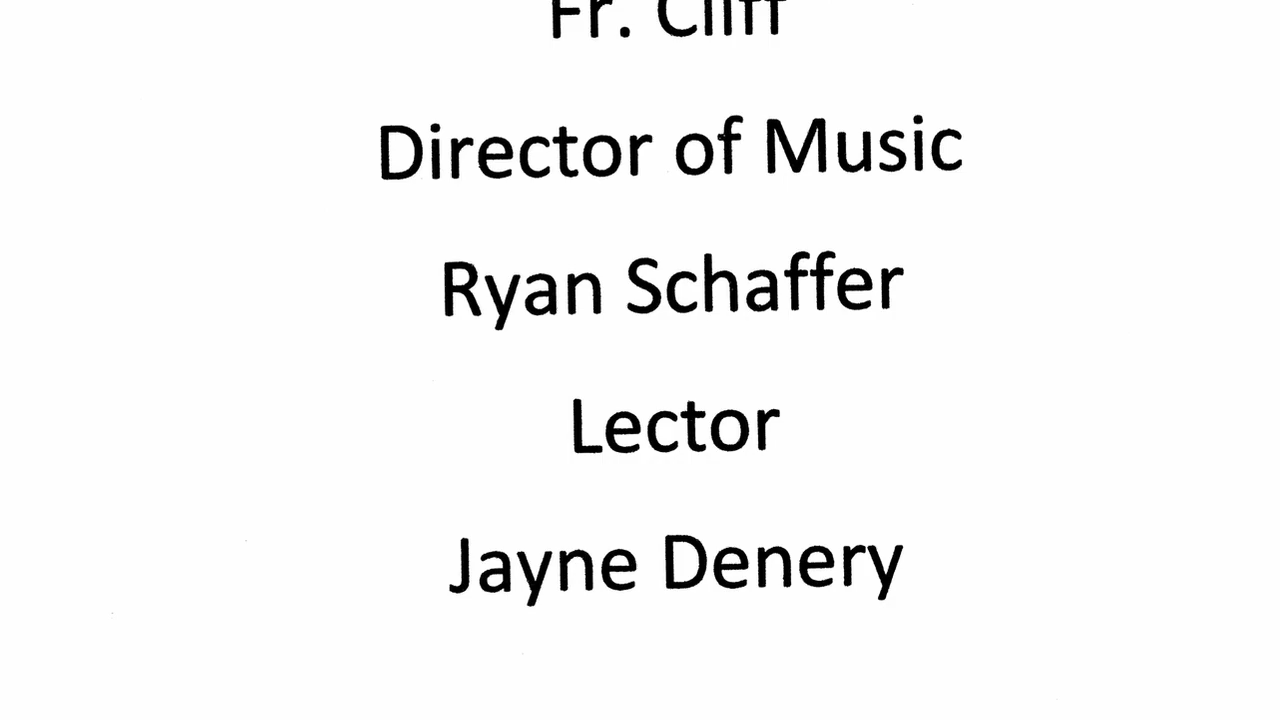 Fr. Cliff
Director of Music
Ryan Schaffer
Lector
Jayne Denery